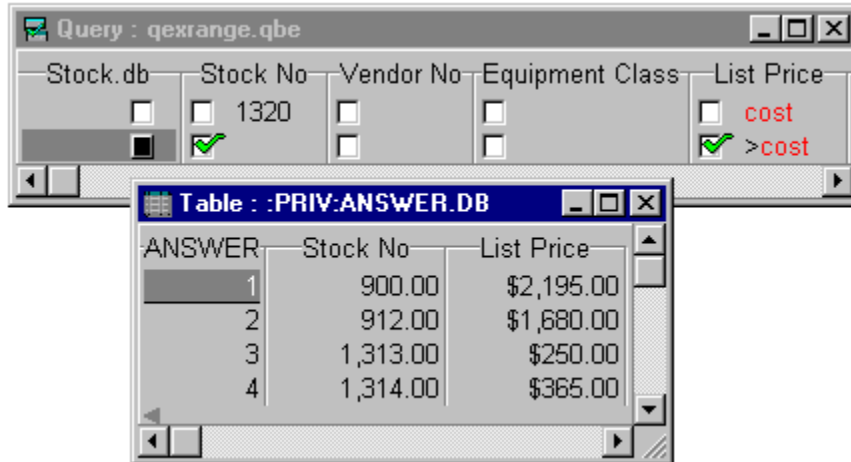 Query : qexrange.qbe
Stock.db Stock No Vendor No Equipment Class List Price
1320 cost
>cost
Table : :PRIV:ANSWER.DB
ANSWER Stock No List Price
1 900.00 $2,195.00
2 912.00 $1,680.00
3 1,313.00 $250.00
4 1,314.00 $365.00